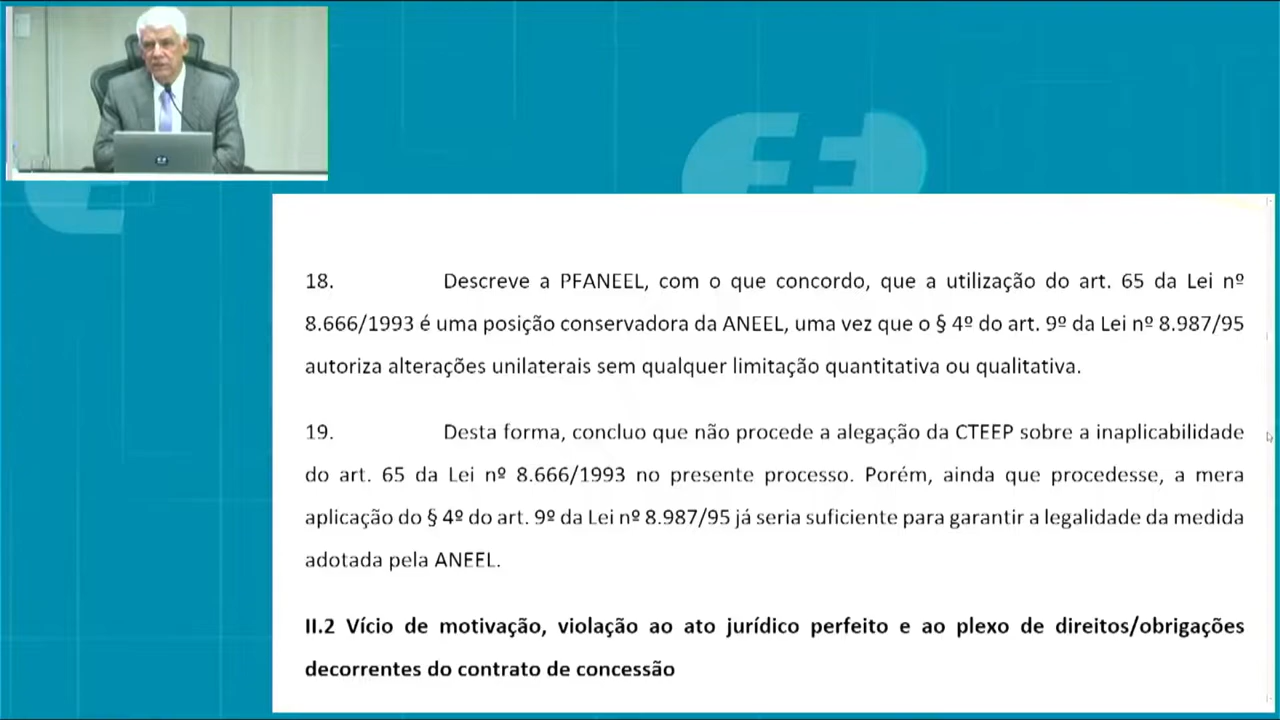 18. Descreve a PFANEEL, com o que concordo, que a utilização do art. 65 da Lei nº
8.666/1993 é uma posição conservadora da ANEEL, uma vez que o § 4º do art. 9º da Lei nº 8.987/95
autoriza alterações unilaterais sem qualquer limitação quantitativa ou qualitativa.
19. Desta forma, concluo que não procede a alegação da CTEEP sobre a inaplicabilidade
do art. 65 da Lei nº 8.666/1993 no presente processo. Porém, ainda que procedesse, a mera
aplicação do § 4º do art. 9º da Lei nº 8.987/95 já seria suficiente para garantir a legalidade da medida
adotada pela ANEEL.
II.2 Vício de motivação, violação ao ato jurídico perfeito e ao plexo de direitos/obrigações
decorrentes do contrato de concessão